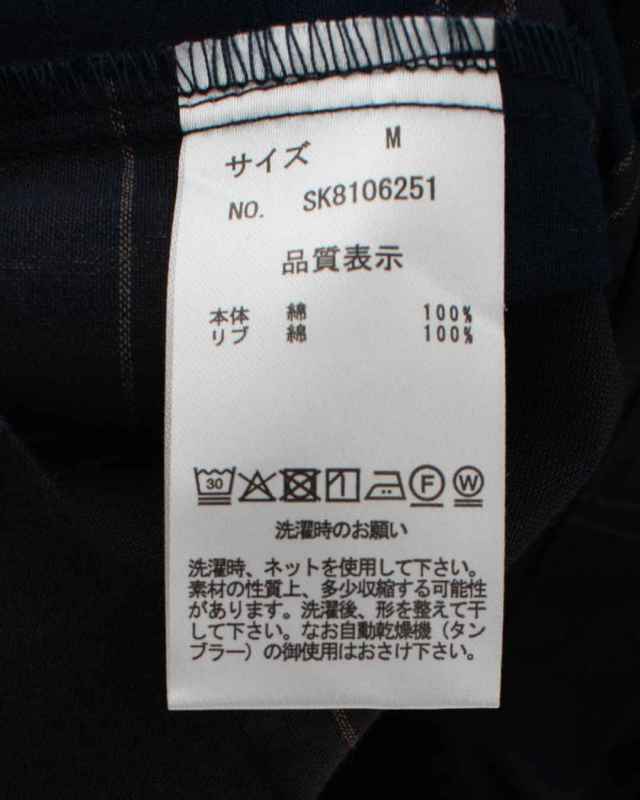 サイズ M
NO. SK8106251
品質表示
本体 綿 100%
リブ 綿 100%
30 F W
洗濯時のお願い
洗濯時、ネットを使用して下さい。
素材の性質上、多少収縮する可能性
があります。洗濯後、形を整えて干
して下さい。なお自動乾燥機（タン
ブラー）の御使用はおさけ下さい。